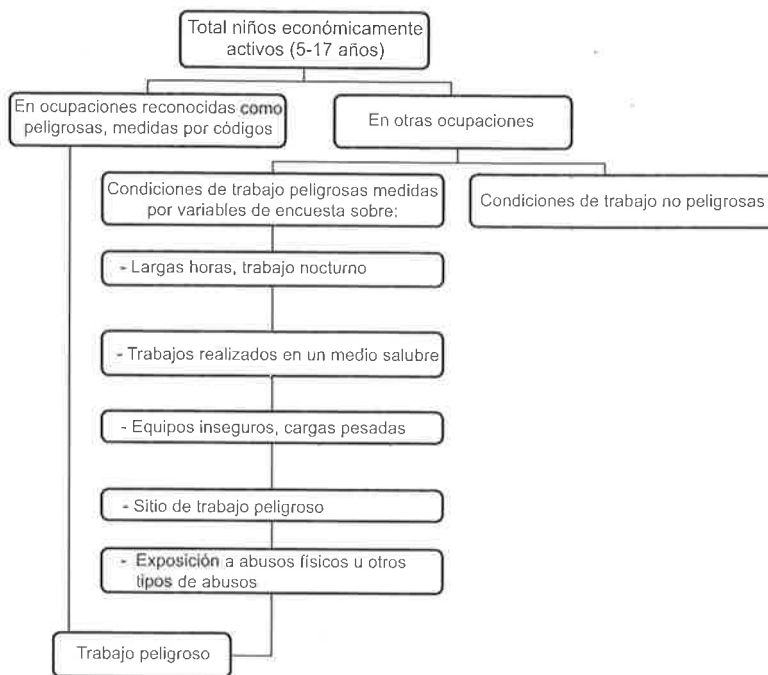 Total niños económicamente
activos (5-17 años)
En ocupaciones reconocidas como
peligrosas, medidas por códigos
En otras ocupaciones
Condiciones de trabajo peligrosas medidas
por variables de encuesta sobre:
Condiciones de trabajo no peligrosas
- Largas horas, trabajo nocturno
- Trabajos realizados en un medio salubre
- Equipos inseguros, cargas pesadas
- Sitio de trabajo peligroso
- Exposición a abusos físicos u otros
tipos de abusos
Trabajo peligroso